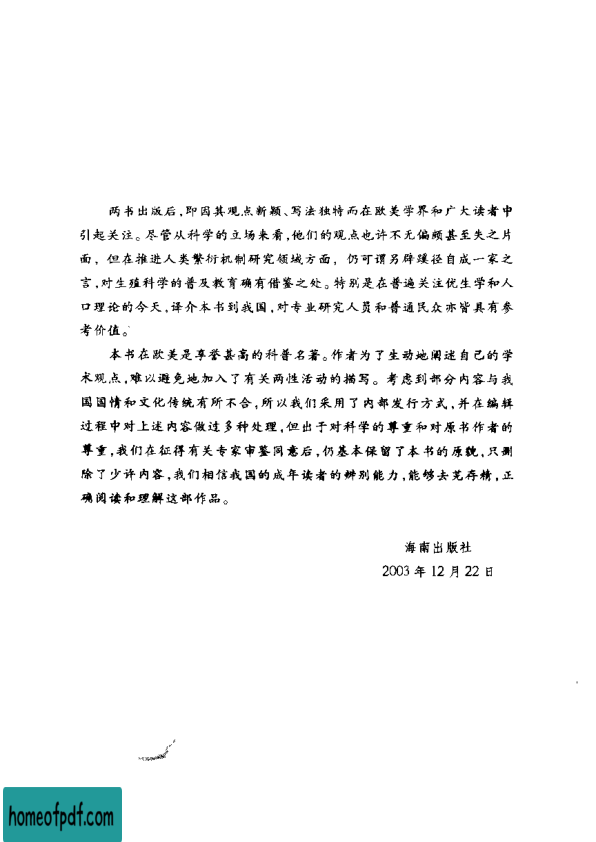 两书出版后,即因其观点新颖、写法独特而在欧美学界和广大读者中
引起关注。尽管从科学的立场来看,他们的观点也许不无偏颇甚至失之片
面，但在推进人类繁衍机制研究领域方面，仍可谓另辟蹊径自成一家之
言,对生殖科学的普及教育确有借鉴之处。特别是在普遍关注优生学和人
口理论的今天,译介本书到我国,对专业研究人员和普通民众亦皆具有参
考价值。
本书在欧美是享誉甚高的科普名著。作者为了生动地阐述自己的学
术观点,难以避免地加入了有关两性活动的描写。考虑到部分内容与我
国国情和文化传统有所不合,所以我们采用了内部发行方式,并在编辑
过程中对上述内容做过多种处理,但出于对科学的尊重和对原书作者的
尊重,我们在征得有关专家审鉴同意后,仍基本保留了本书的原貌,只删
除了少许内容,我们相信我国的成年读者的辨别能力,能够去芜存精,正
确阅读和理解这部作品。
海南出版社
2003 年 12 月 22 日
homeofpdf.com